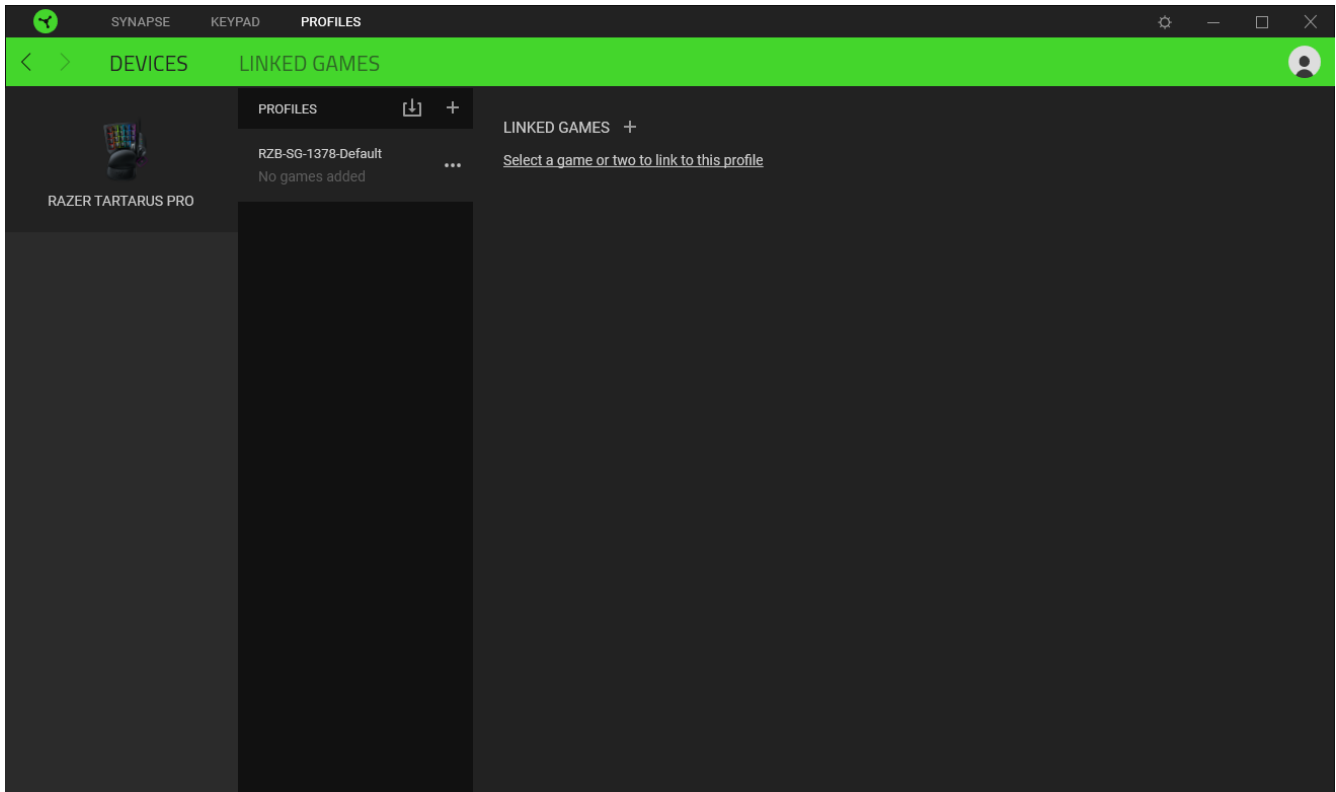 SYNAPSE KEYPAD PROFILES
DEVICES LINKED GAMES
PROFILES
RZB-SG-1378-Default
No games added
RAZER TARTARUS PRO
LINKED GAMES
Select a game or two to link to this profile